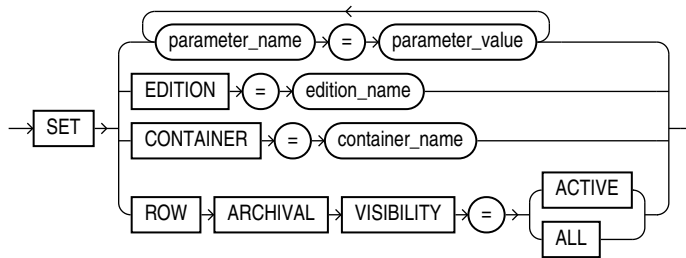 parameter_name = parameter_value
EDITION = edition_name
SET
CONTAINER = container_name
ROW ARCHIVAL VISIBILITY =
ACTIVE
ALL